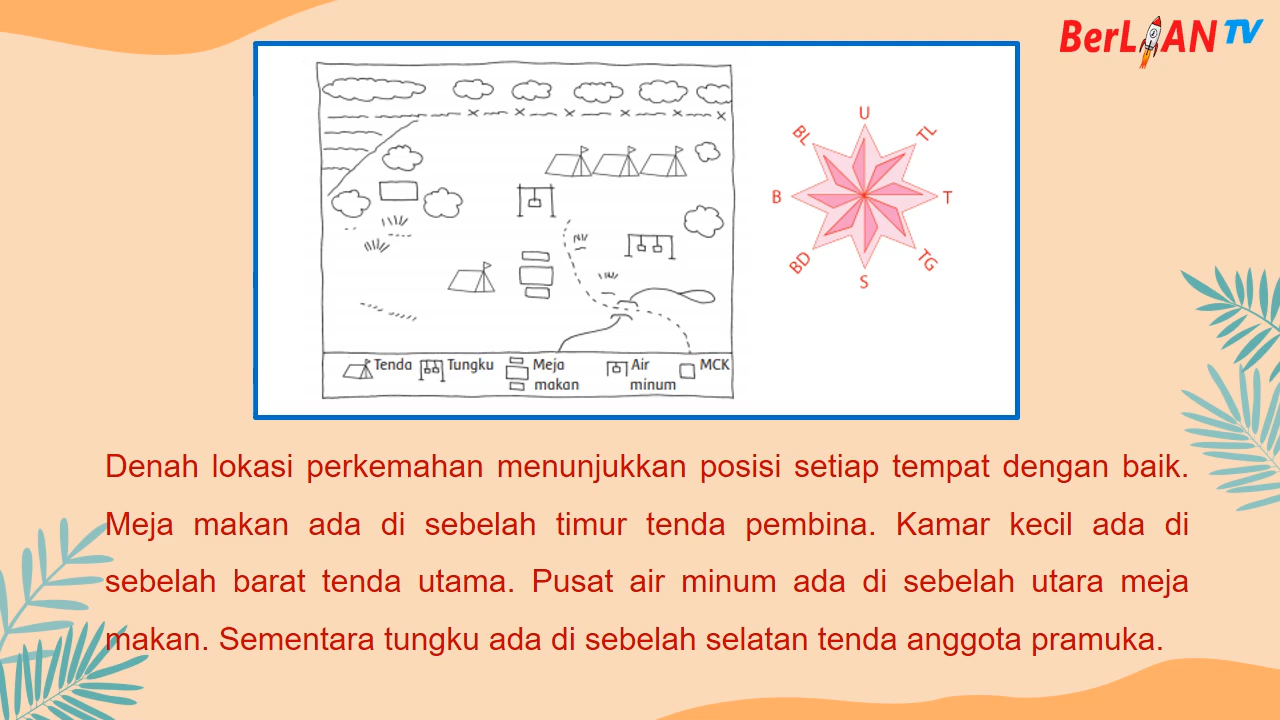 BerLIAN TV
U
BL
TL
B
T
BD
TG
S
Tenda
Tungku
Meja
makan
Air
minum
MCK
Denah lokasi perkemahan menunjukkan posisi setiap tempat dengan baik.
Meja makan ada di sebelah timur tenda pembina. Kamar kecil ada di
sebelah barat tenda utama. Pusat air minum ada di sebelah utara meja
makan. Sementara tungku ada di sebelah selatan tenda anggota pramuka.